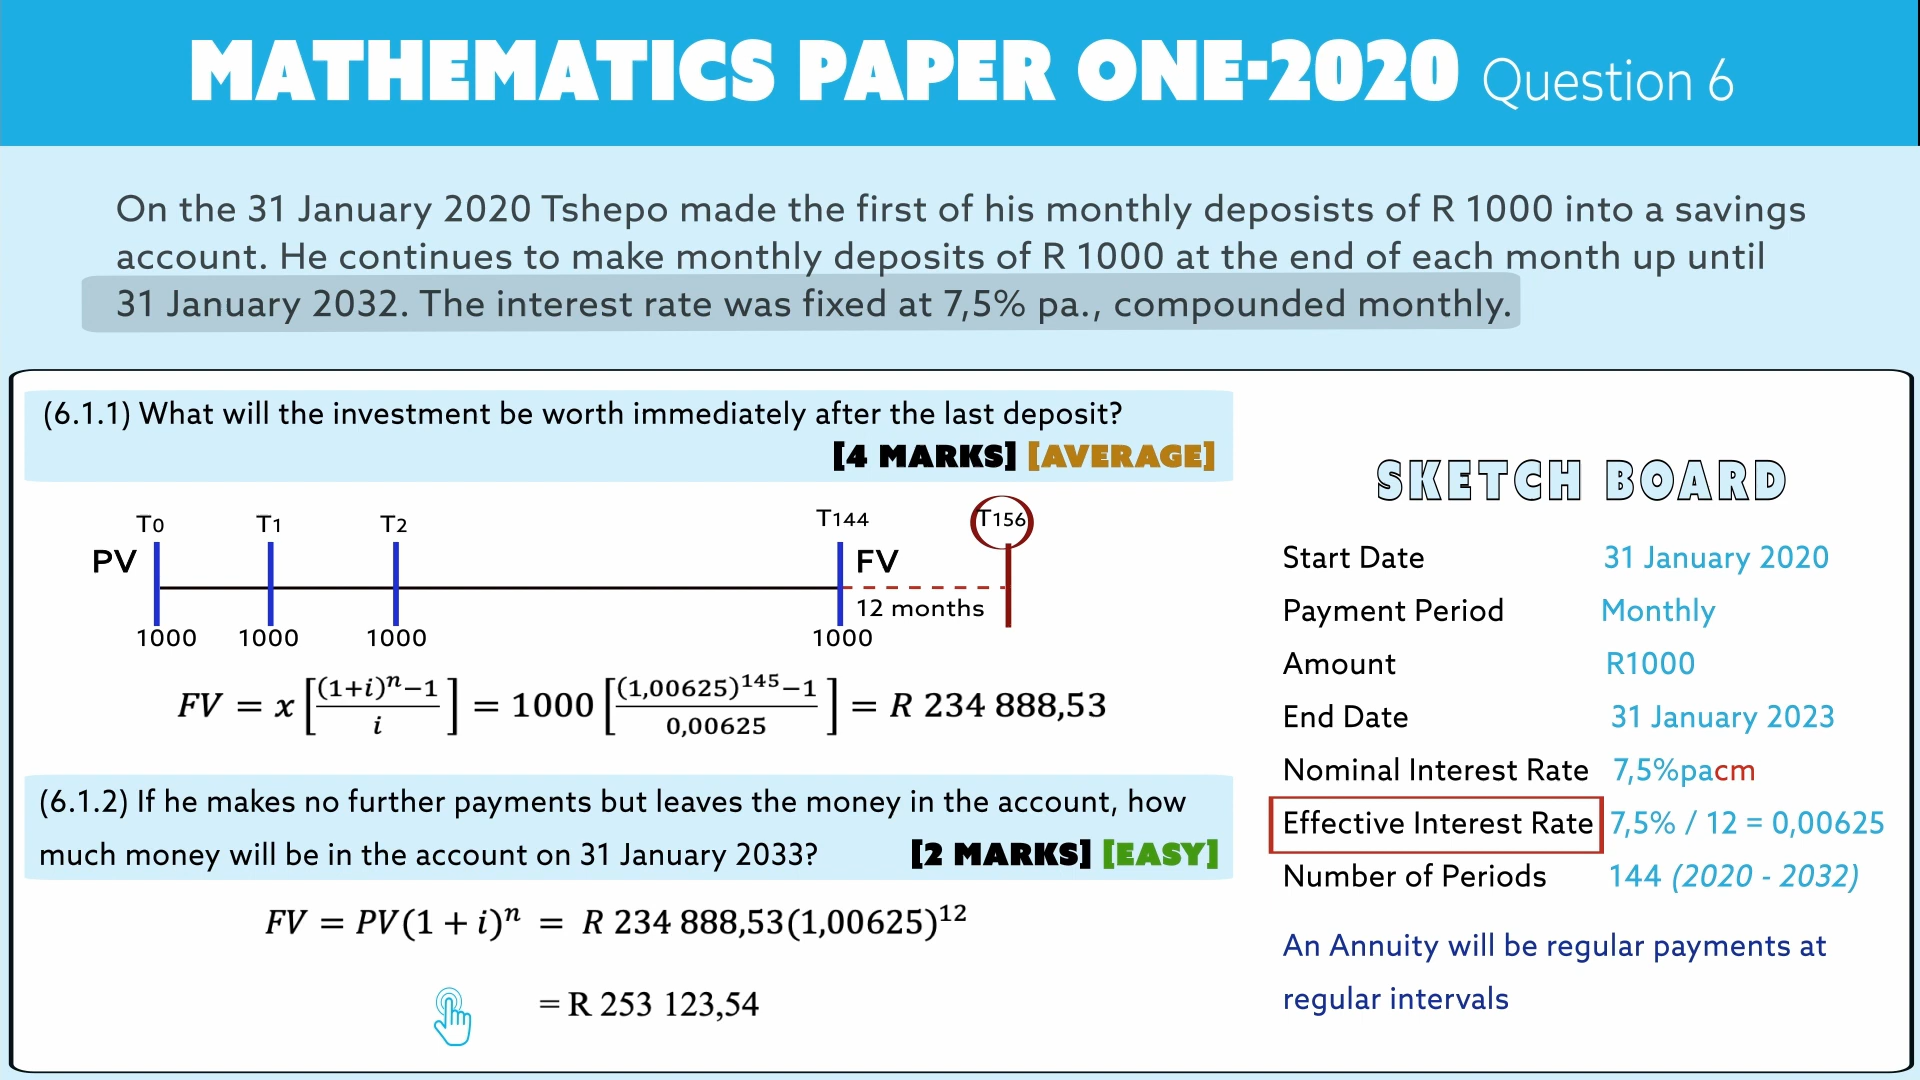 MATHEMATICS PAPER ONE-2020 Question 6
On the 31 January 2020 Tshepo made the first of his monthly deposists of R 1000 into a savings
account. He continues to make monthly deposits of R 1000 at the end of each month up until
31 January 2032. The interest rate was fixed at 7,5% pa., compounded monthly.
(6.1.1) What will the investment be worth immediately after the last deposit?
[4 MARKS] [AVERAGE]
T0 T1 T2 T144 T156
PV FV
12 months
1000 1000 1000 1000
FV = x [(1+i)^n−1 / i] = 1000 [(1,00625)^145−1 / 0,00625] = R 234 888,53
(6.1.2) If he makes no further payments but leaves the money in the account, how
much money will be in the account on 31 January 2033? [2 MARKS] [EASY]
FV = PV(1 + i)^n = R 234 888,53(1,00625)^12
= R 253 123,54
SKETCH BOARD
Start Date 31 January 2020
Payment Period Monthly
Amount R1000
End Date 31 January 2023
Nominal Interest Rate 7,5%pacm
Effective Interest Rate 7,5% / 12 = 0,00625
Number of Periods 144 (2020 - 2032)
An Annuity will be regular payments at
regular intervals